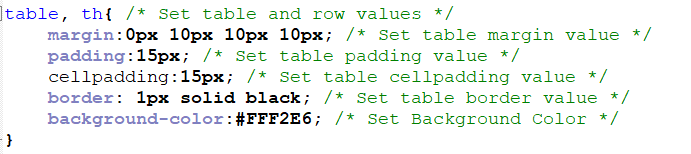 table, th{ /* Set table and row values */
margin:0px 10px 10px 10px; /* Set table margin value */
padding:15px; /* Set table padding value */
cellpadding:15px; /* Set table cellpadding value */
border: 1px solid black; /* Set table border value */
background-color:#FFF2E6; /* Set Background Color */
}